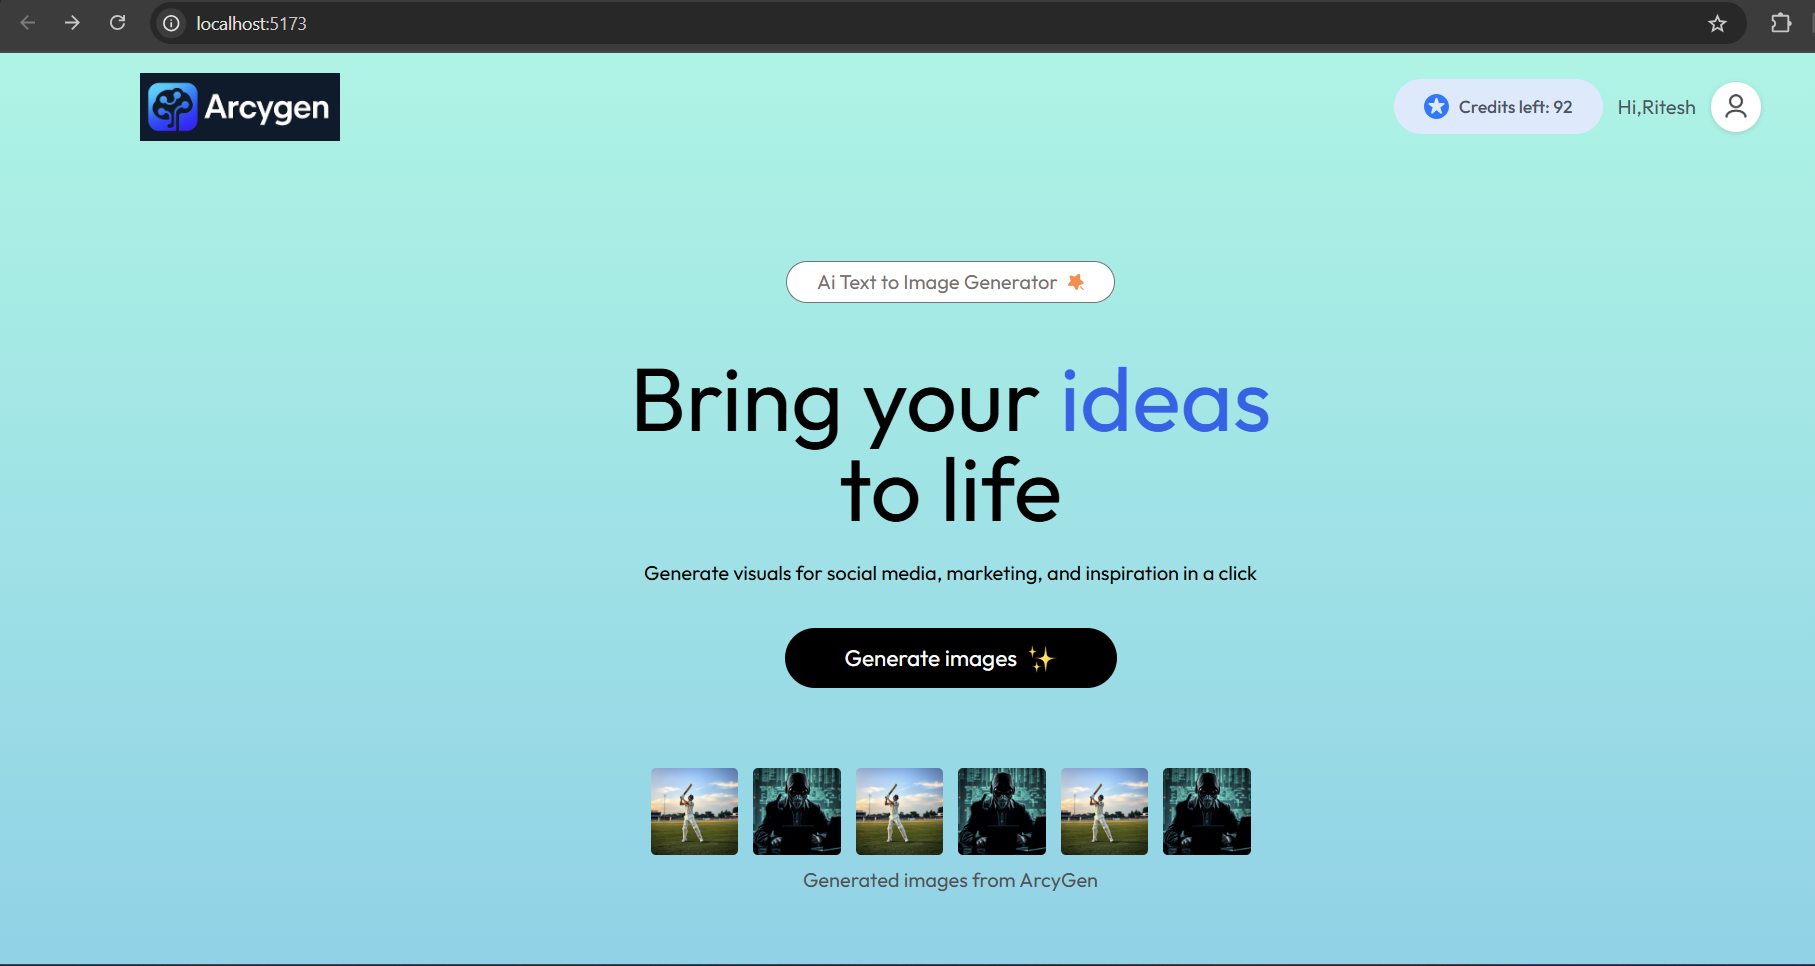 localhost:5173
Arcygen
Credits left: 92
Hi,Ritesh
Ai Text to Image Generator
Bring your ideas
to life
Generate visuals for social media, marketing, and inspiration in a click
Generate images
Generated images from ArcyGen